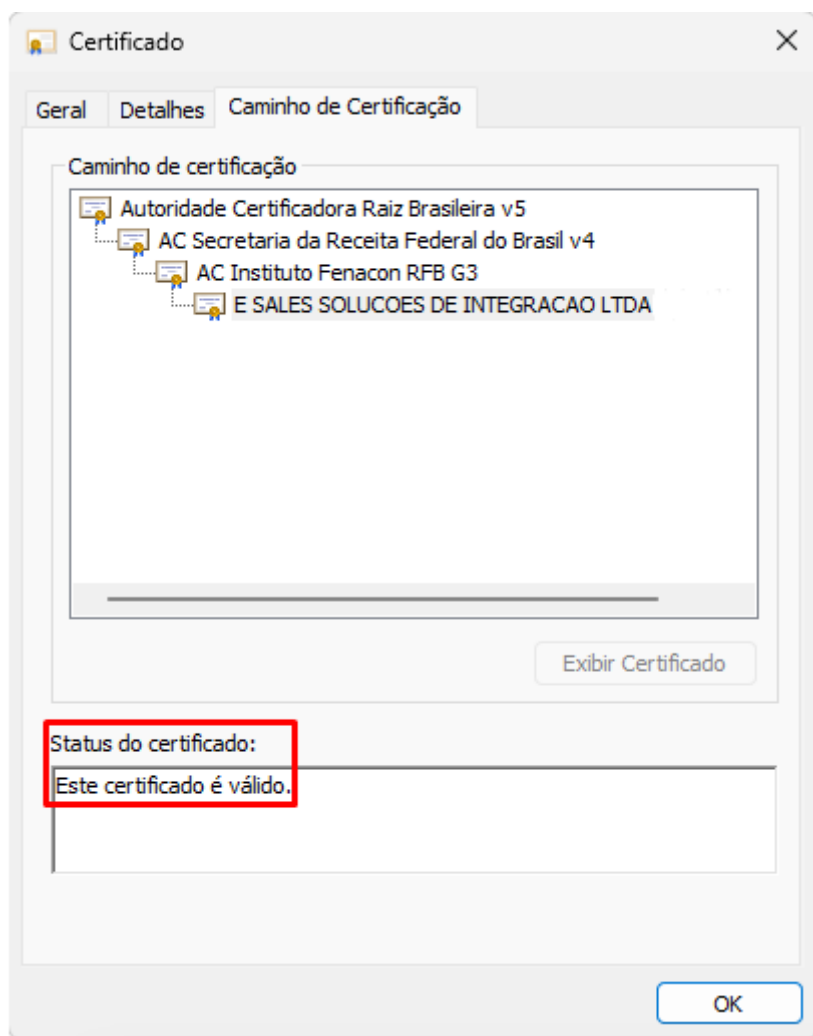 Certificado
Geral Detalhes Caminho de Certificação
Caminho de certificação
Autoridade Certificadora Raiz Brasileira v5
AC Secretaria da Receita Federal do Brasil v4
AC Instituto Fenacon RFB G3
E SALES SOLUCOES DE INTEGRACAO LTDA
Exibir Certificado
Status do certificado:
Este certificado é válido.
OK